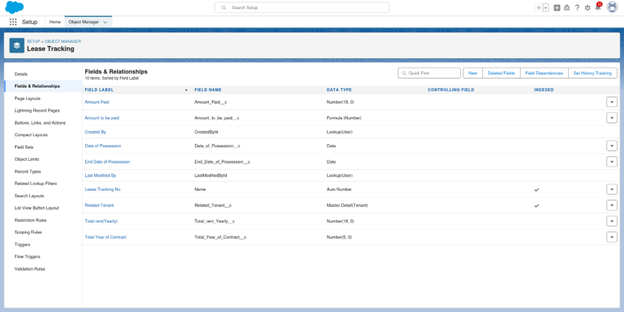 Search Setup
Setup
Home
Object Manager
SETUP > OBJECT MANAGER
Lease Tracking
Details
Fields & Relationships
Page Layouts
Lightning Record Pages
Buttons, Links, and Actions
Compact Layouts
Field Sets
Object Limits
Record Types
Related Lookup Filters
Search Layouts
List View Button Layout
Restriction Rules
Scoping Rules
Triggers
Flow Triggers
Validation Rules
Fields & Relationships
10 Items, Sorted by Field Label
Quick Find
New
Deleted Fields
Field Dependencies
Set History Tracking
FIELD LABEL FIELD NAME DATA TYPE CONTROLLING FIELD INDEXED
Amount Paid Amount_Paid__c Number(18, 0)
Amount to be paid Amount_to_be_paid__c Formula (Number)
Created By CreatedById Lookup(User)
Date of Possession Date_of_Possession__c Date
End Date of Possession End_Date_of_Possession__c Date
Last Modified By LastModifiedById Lookup(User)
Lease Tracking No Name Auto Number
Related Tenant Related_Tenant__c Master-Detail(Tenant)
Total rent(Yearly) Total_rent_Yearly__c Number(18, 0)
Total Year of Contract Total_Year_of_Contract__c Number(5, 0)